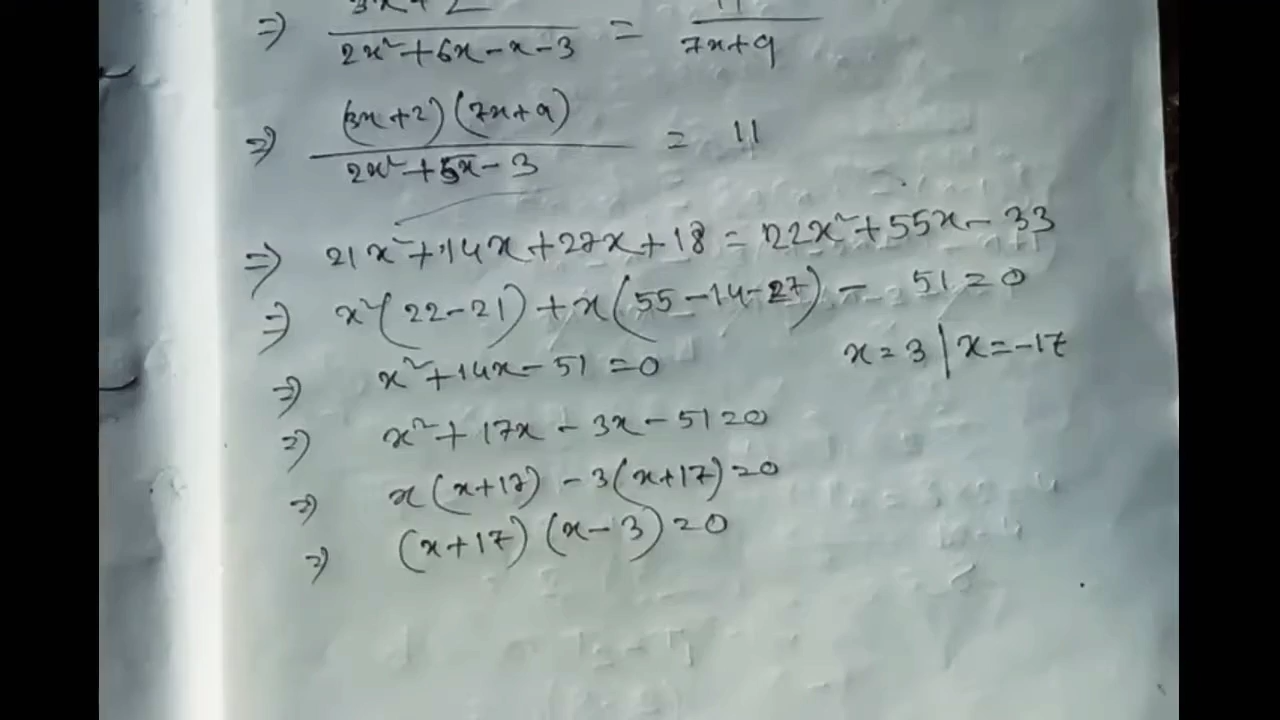 ⇒ 3x+2 / 2x²+6x-x-3 = 11 / 7x+9
⇒ (3x+2)(7x+9) / 2x²+5x-3 = 11
⇒ 21x²+14x+27x+18 = 22x²+55x-33
⇒ x²(22-21)+x(55-14-27)- 51=0
⇒ x²+14x-51=0
x=3 | x=-17
⇒ x²+17x-3x-51=0
⇒ x(x+17)-3(x+17)=0
⇒ (x+17)(x-3)=0